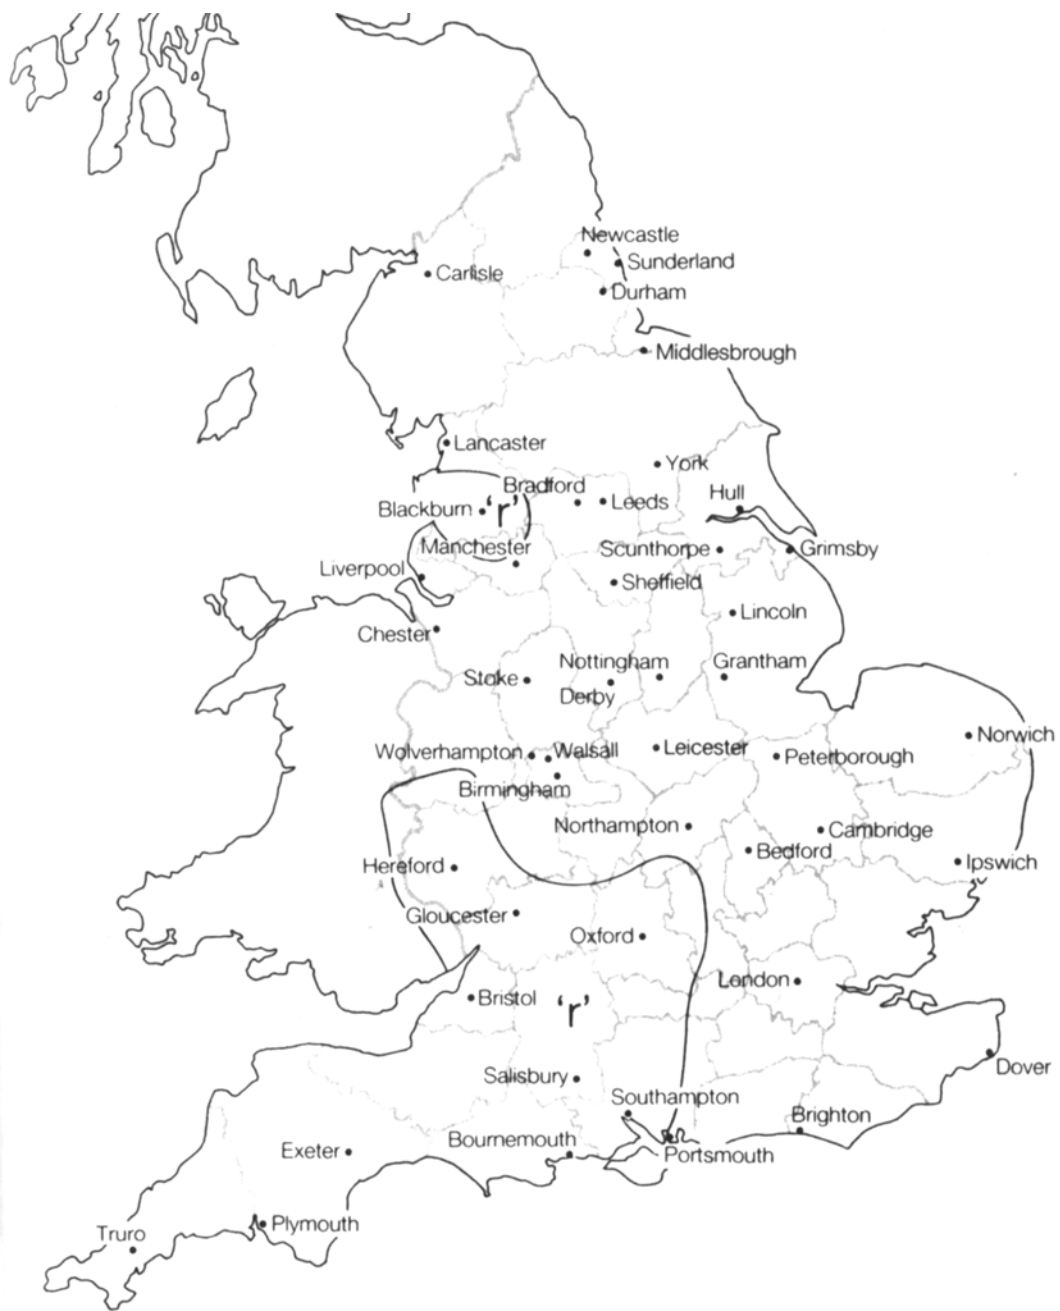 Newcastle
Sunderland
Carlisle
Durham
Middlesbrough
Lancaster
York
Bradford
Leeds
Hull
Blackburn
'r'
Manchester
Scunthorpe
Grimsby
Liverpool
Sheffield
Lincoln
Chester
Nottingham
Grantham
Stoke
Derby
Norwich
Wolverhampton
Walsall
Leicester
Peterborough
Birmingham
Northampton
Cambridge
Bedford
Ipswich
Hereford
Gloucester
Oxford
London
Bristol
'r'
Dover
Salisbury
Southampton
Brighton
Bournemouth
Exeter
Portsmouth
Plymouth
Truro